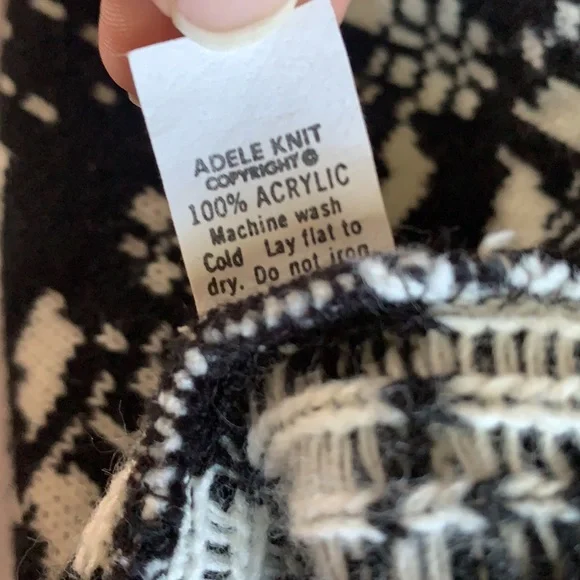 ADELE KNIT
COPYRIGHT©
100% ACRYLIC
Machine wash
Cold Lay flat to
dry. Do not iron